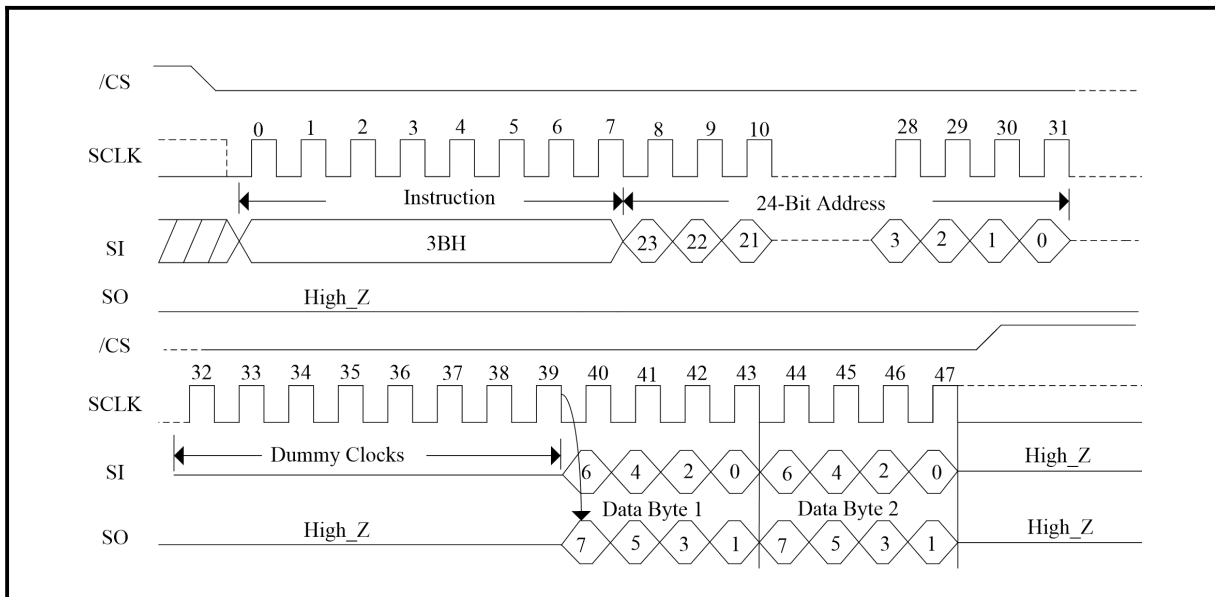 /CS
0 1 2 3 4 5 6 7 8 9 10 28 29 30 31
SCLK
Instruction 24-Bit Address
SI 3BH 23 22 21 3 2 1 0
SO High_Z
/CS
32 33 34 35 36 37 38 39 40 41 42 43 44 45 46 47
SCLK
Dummy Clocks
SI 6 4 2 0 6 4 2 0 High_Z
Data Byte 1 Data Byte 2
SO High_Z 7 5 3 1 7 5 3 1 High_Z